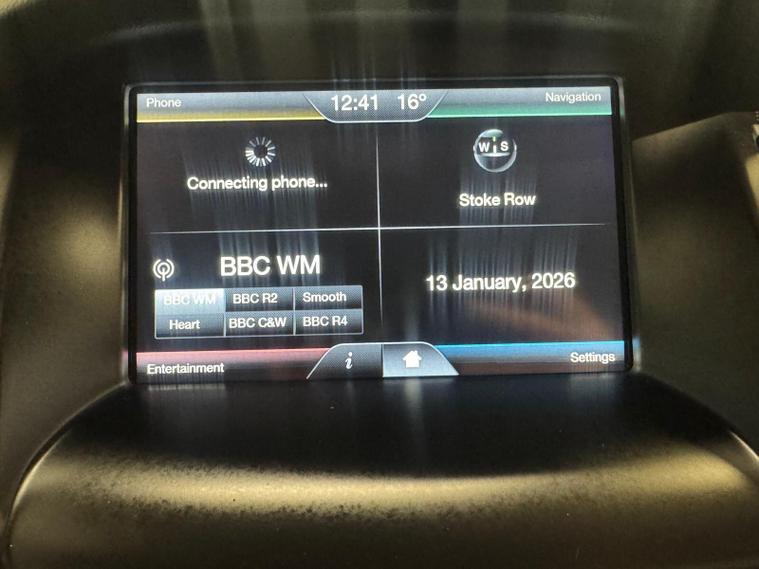 Phone
12:41 16°
Navigation
Connecting phone...
W S
Stoke Row
BBC WM
BBC WM BBC R2 Smooth
Heart BBC C&W BBC R4
13 January, 2026
Entertainment
i
Settings